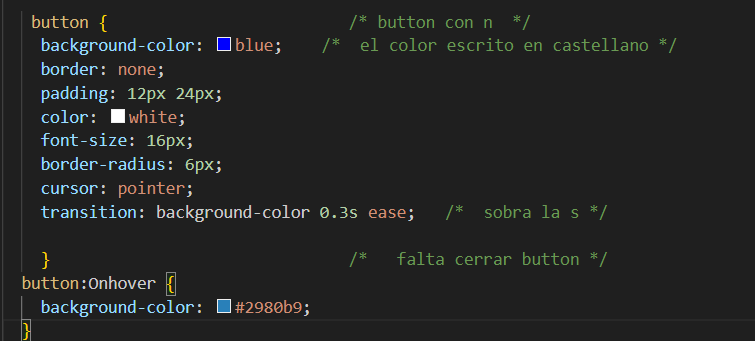 button {                         /* button con n  */
 background-color: blue;    /*  el color escrito en castellano */
 border: none;
 padding: 12px 24px;
 color: white;
 font-size: 16px;
 border-radius: 6px;
 cursor: pointer;
 transition: background-color 0.3s ease;   /*  sobra la s */
 }                              /*   falta cerrar button */
button:Onhover {
 background-color: #2980b9;
}